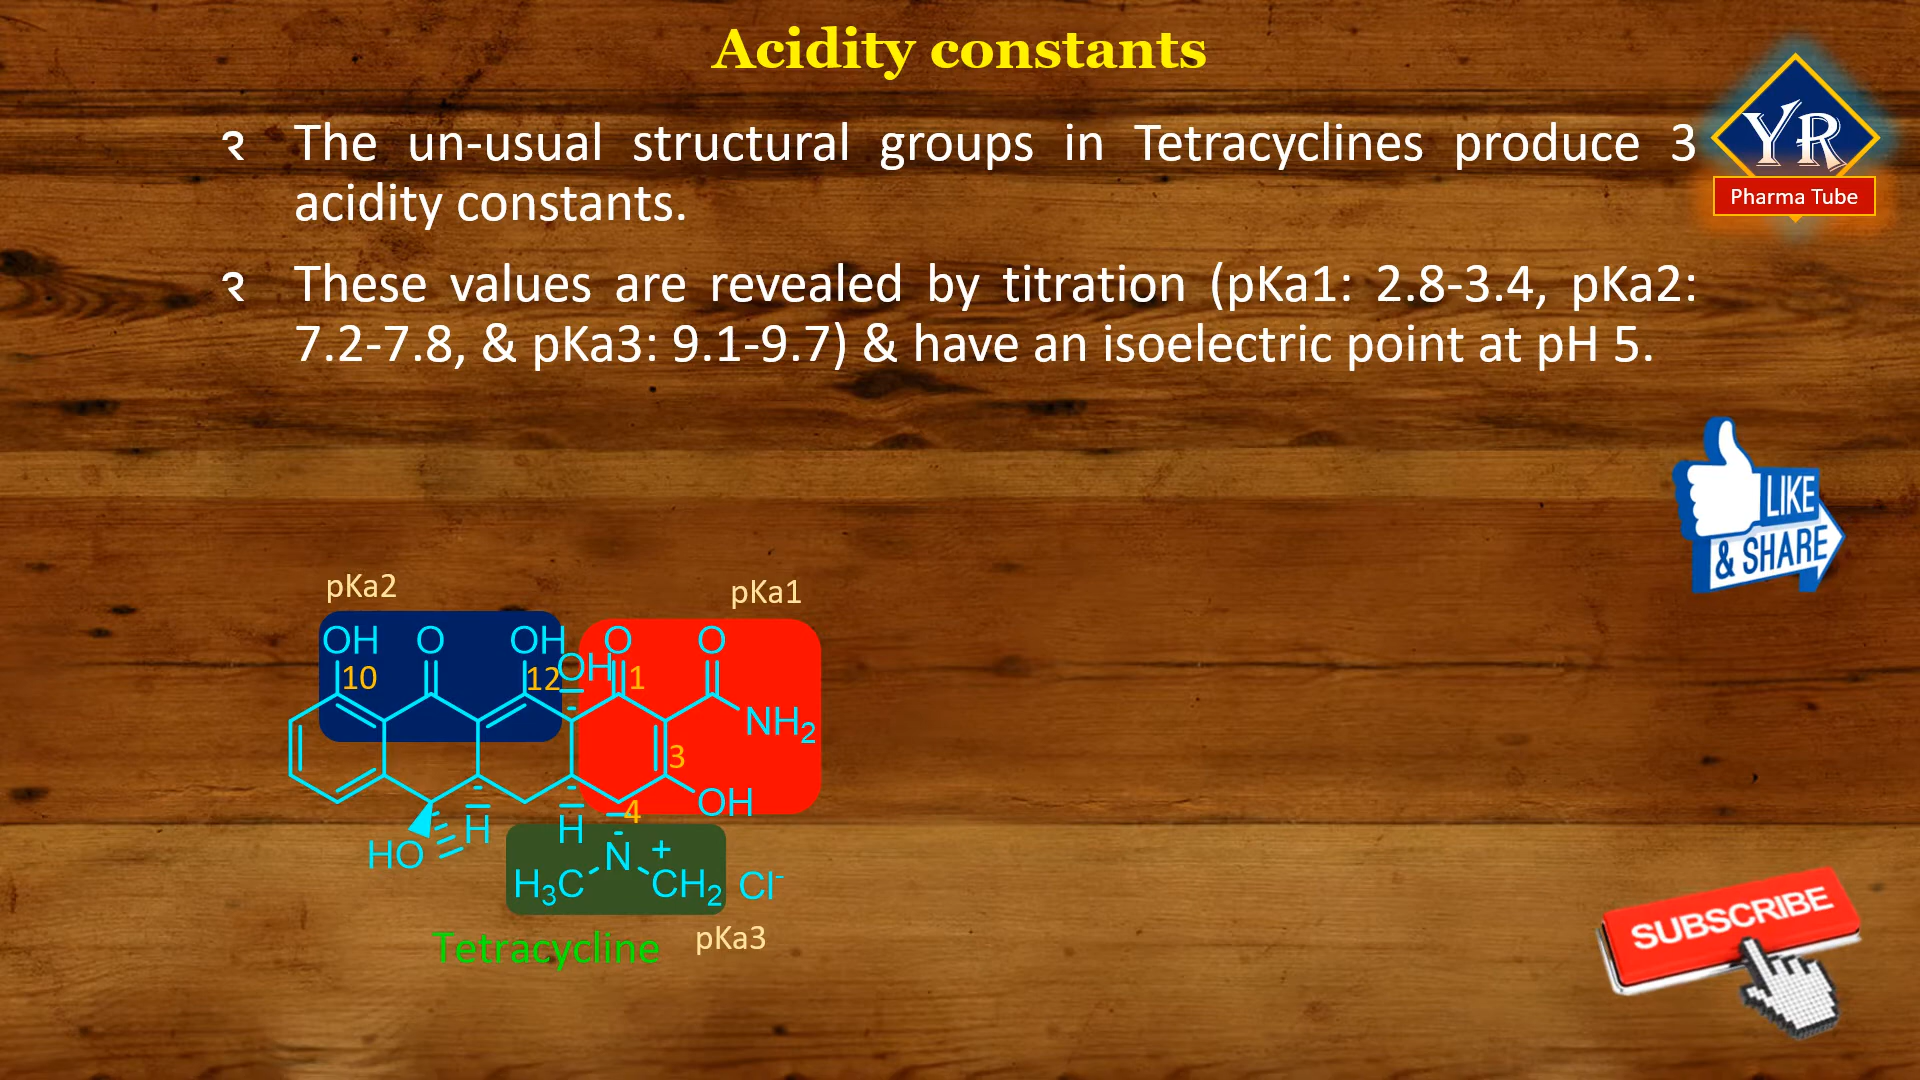 Acidity constants
YR
Pharma Tube
२ The un-usual structural groups in Tetracyclines produce 3
acidity constants.
२ These values are revealed by titration (pKa1: 2.8-3.4, pKa2:
7.2-7.8, & pKa3: 9.1-9.7) & have an isoelectric point at pH 5.
LIKE
& SHARE
pKa2 pKa1
OH O OH O O
OH
10 12 1
NH2
3
OH
4
H H
HO N +
H3C CH2 Cl-
Tetracycline pKa3
SUBSCRIBE